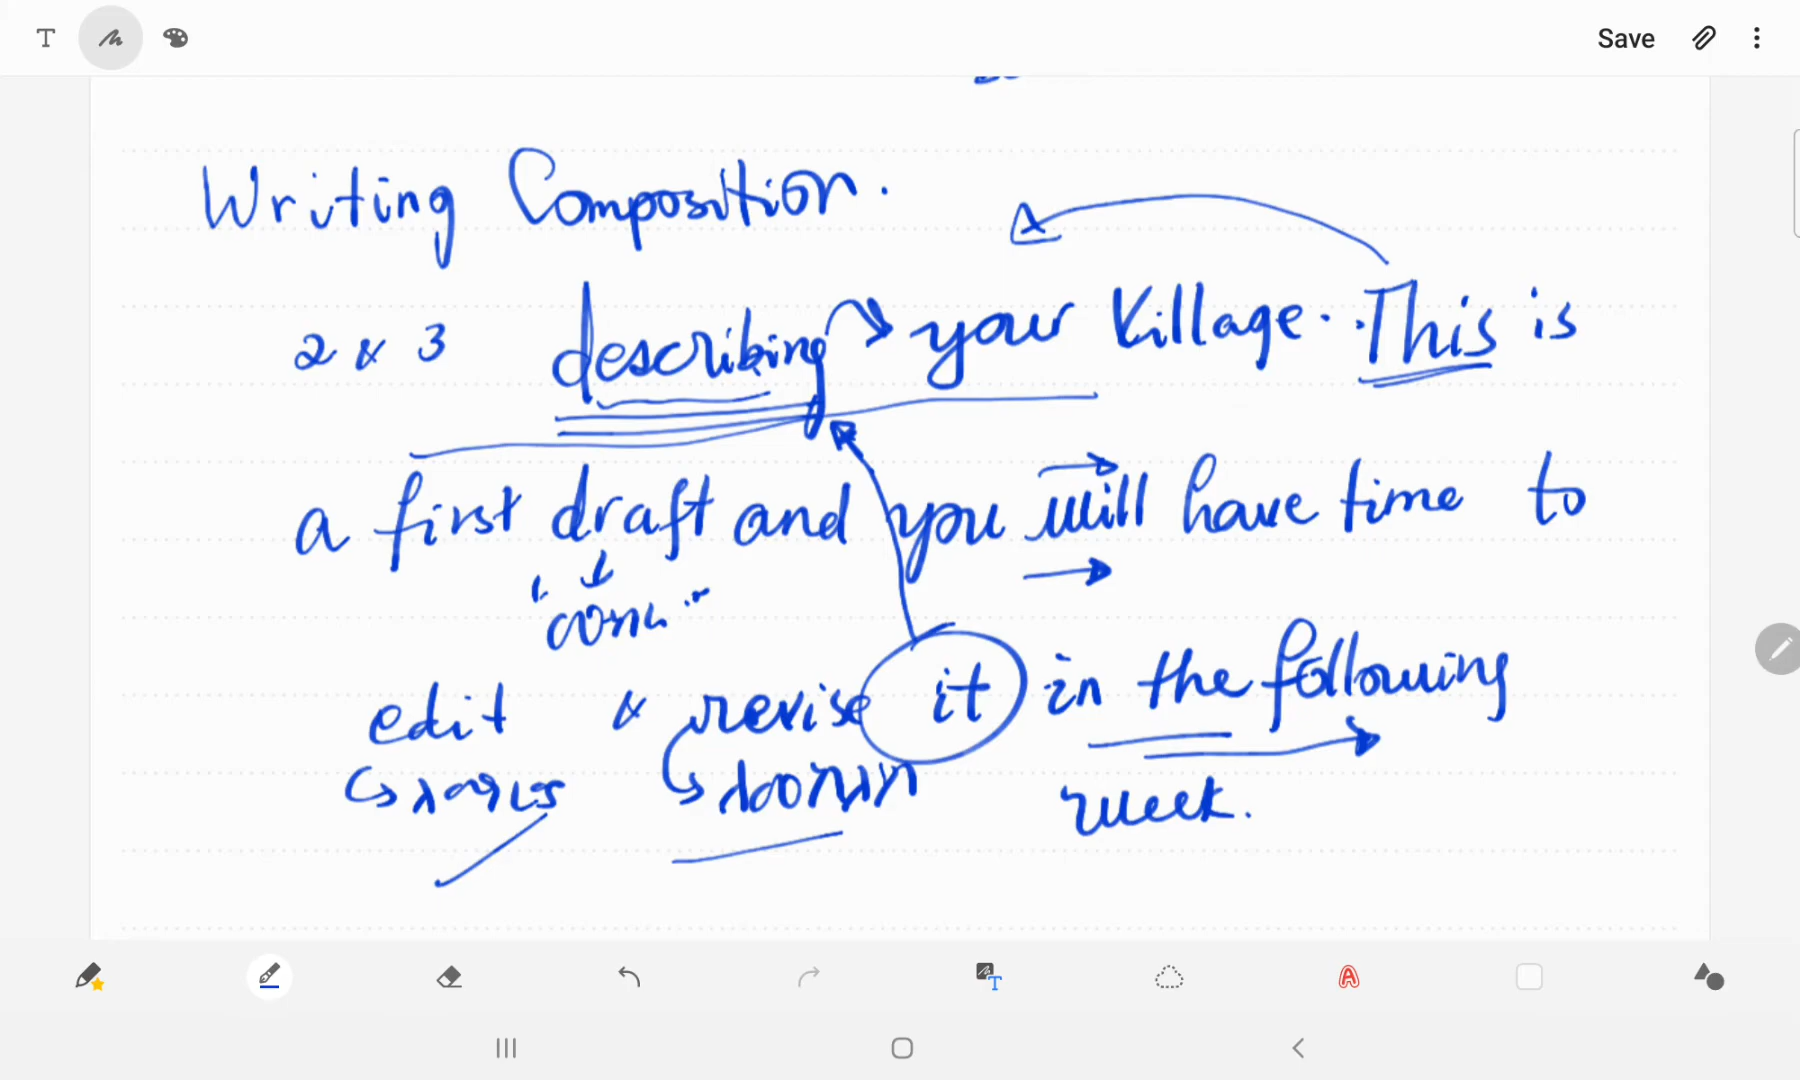 T Save
Writing Composition.
2 & 3 describing your Village. This is
a first draft and you will have time to
edit & revise it in the following
week.